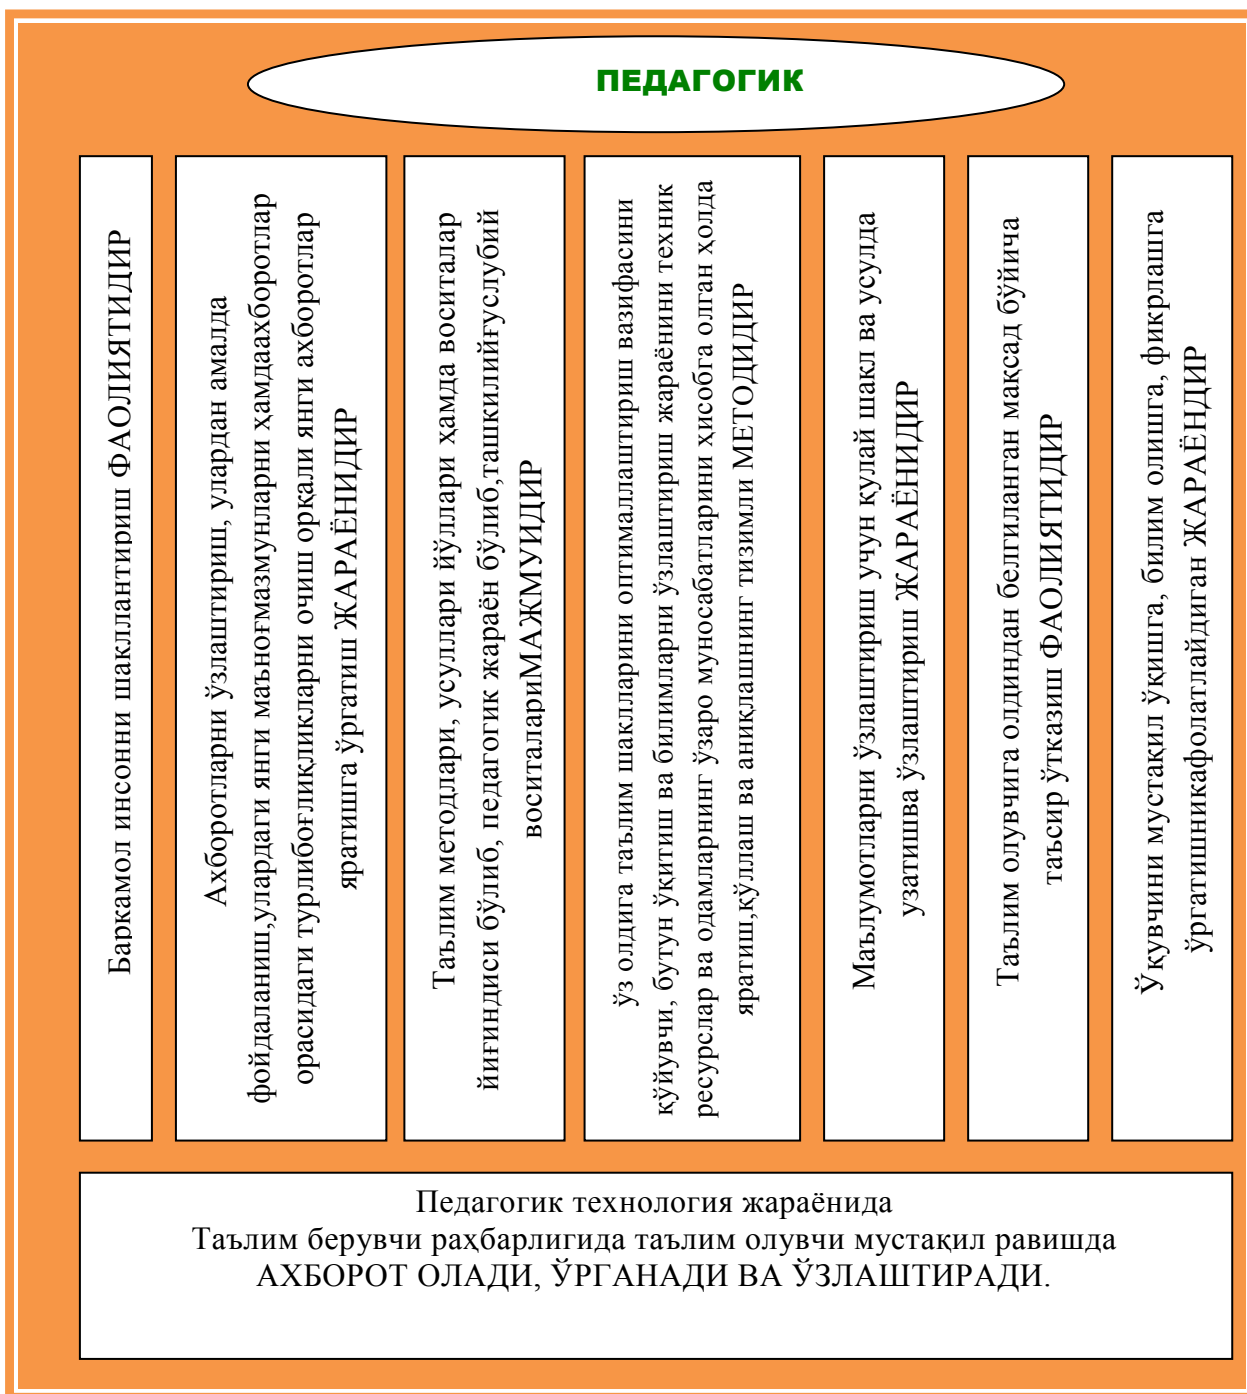 ПЕДАГОГИК
Баркамол инсонни шакллантириш ФАОЛИЯТИДИР
Ахборотларни ўзлаштириш, улардан амалда
фойдаланиш,улардаги янги маъноғмазмунларни ҳамдаахборотлар
орасидаги турлибоғлиқликларни очиш орқали янги ахборотлар
яратишга ўргатиш ЖАРАЁНИДИР
Таълим методлари, усуллари йўллари ҳамда воситалар
йиғиндиси бўлиб, педагогик жараён бўлиб,ташкилийғуслубий
воситалариМАЖМУИДИР
ўз олдига таълим шаклларини оптималлаштириш вазифасини
қўйувчи, бутун ўқитиш ва билимларни ўзлаштириш жараёнини техник
ресурслар ва одамларнинг ўзаро муносабатларини ҳисобга олган ҳолда
яратиш,қўллаш ва аниқлашнинг тизимли МЕТОДИДИР
Маълумотларни ўзлаштириш учун қулай шакл ва усулда
узатишва ўзлаштириш ЖАРАЁНИДИР
Таълим олувчига олдиндан белгиланган мақсад бўйича
таъсир ўтказиш ФАОЛИЯТИДИР
Ўқувчини мустақил ўқишга, билим олишга, фикрлашга
ўргатишникафолатлайдиган ЖАРАЁНДИР
Педагогик технология жараёнида
Таълим берувчи раҳбарлигида таълим олувчи мустақил равишда
АХБОРОТ ОЛАДИ, ЎРГАНАДИ ВА ЎЗЛАШТИРАДИ.